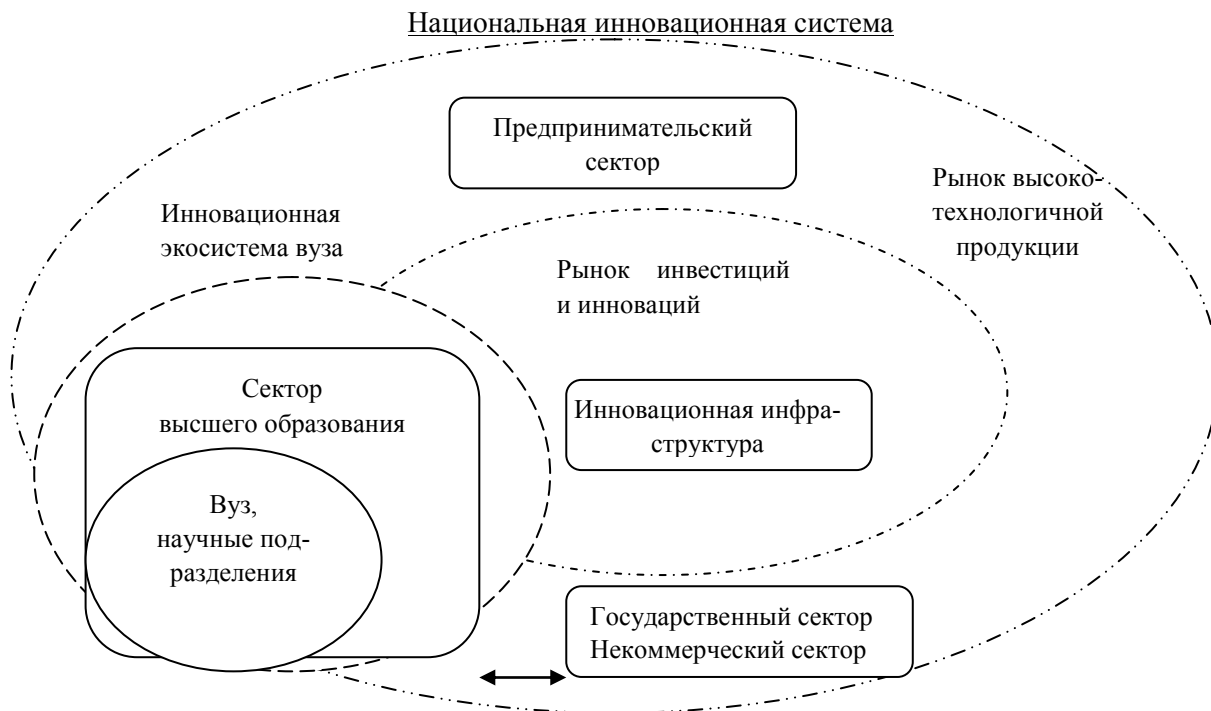 Национальная инновационная система
Предпринимательский
сектор
Рынок высоко-
технологичной
продукции
Инновационная
экосистема вуза
Рынок инвестиций
и инноваций
Сектор
высшего образования
Инновационная инфра-
структура
Вуз,
научные под-
разделения
Государственный сектор
Некоммерческий сектор